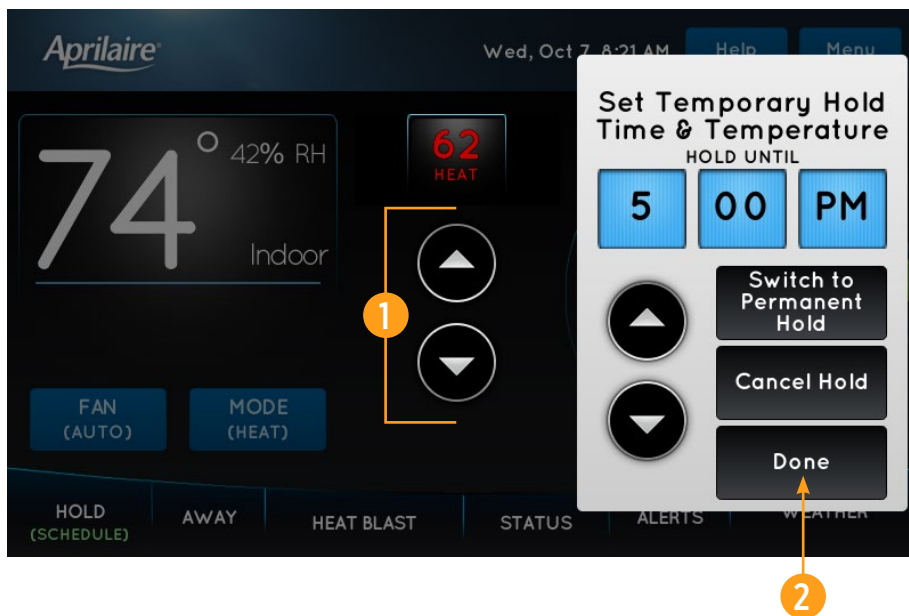 Aprilaire
Wed, Oct 7, 8:21 AM
Help
Menu
74° 42% RH
Indoor
62
HEAT
Set Temporary Hold
Time & Temperature
HOLD UNTIL
5 00 PM
Switch to
Permanent
Hold
Cancel Hold
Done
1
FAN
(AUTO)
MODE
(HEAT)
HOLD
(SCHEDULE)
AWAY
HEAT BLAST
STATUS
ALERTS
WEATHER
2